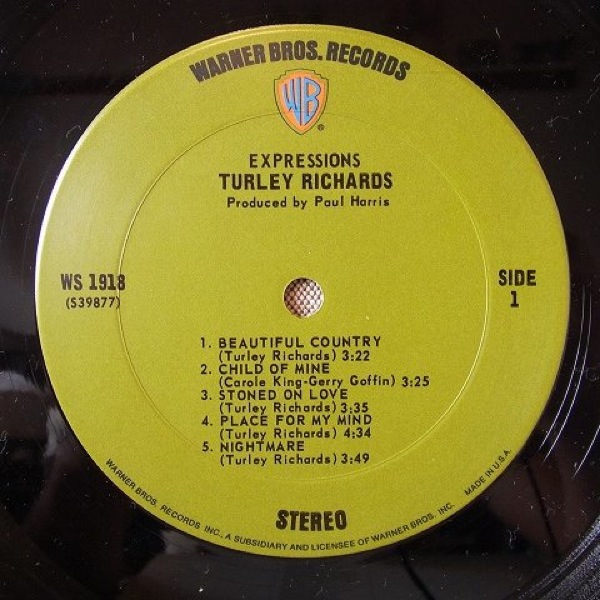 WARNER BROS. RECORDS
WB
®
EXPRESSIONS
TURLEY RICHARDS
Produced by Paul Harris
WS 1918
(S39877)
SIDE
1
1. BEAUTIFUL COUNTRY
(Turley Richards) 3:22
2. CHILD OF MINE
(Carole King-Gerry Goffin) 3:25
3. STONED ON LOVE
(Turley Richards) 3:35
4. PLACE FOR MY MIND
(Turley Richards) 4:34
5. NIGHTMARE
(Turley Richards) 3:49
STEREO
WARNER BROS. RECORDS INC., A SUBSIDIARY AND LICENSEE OF WARNER BROS. INC. MADE IN U.S.A.